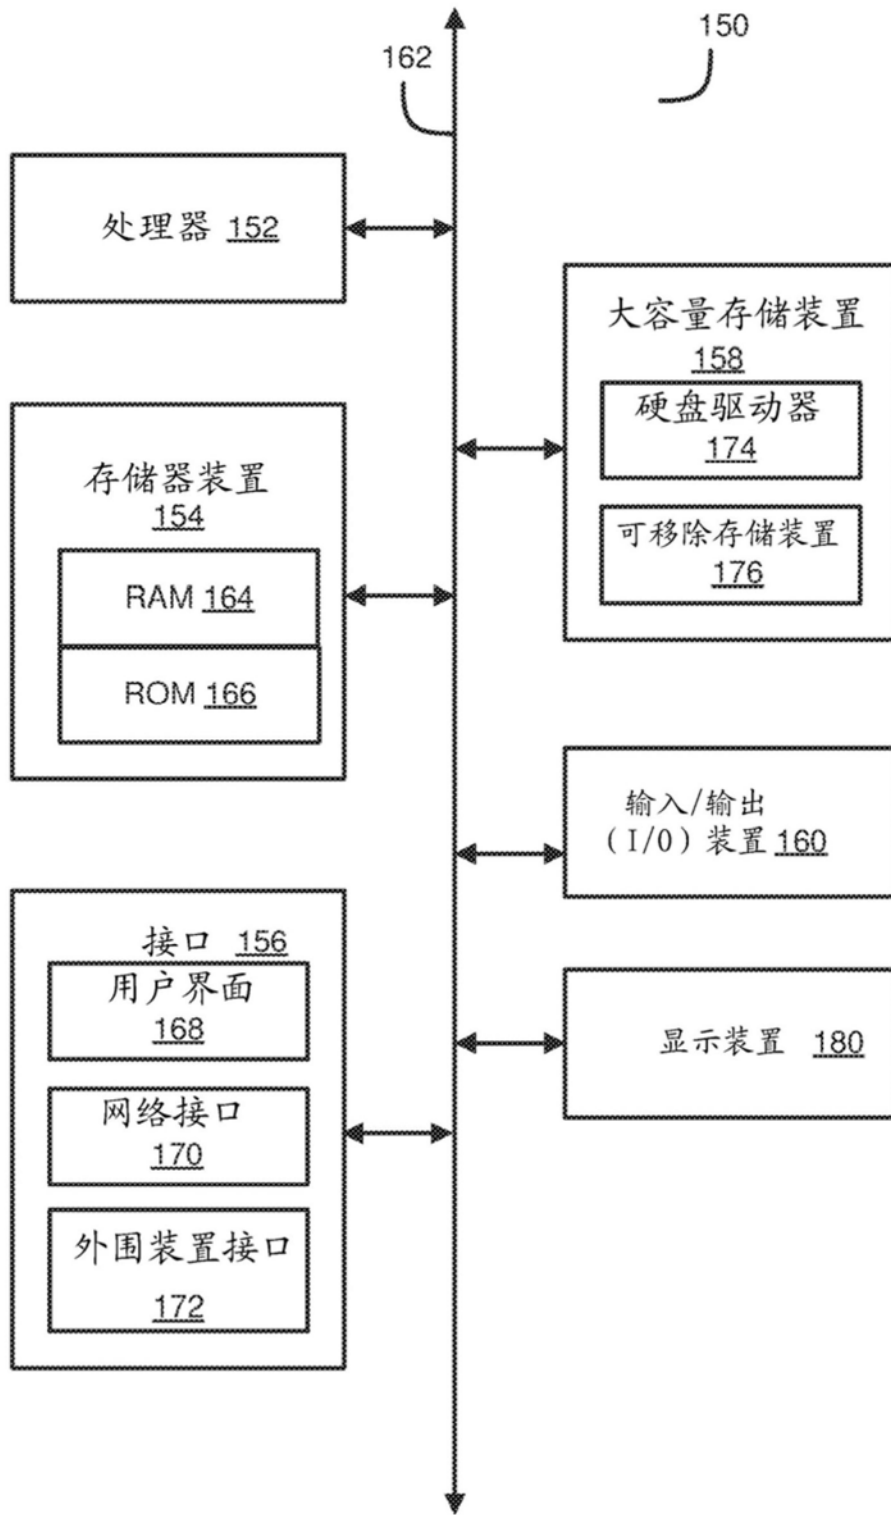 150
162
处理器 152
大容量存储装置
158
硬盘驱动器
174
可移除存储装置
176
存储器装置
154
RAM 164
ROM 166
输入/输出
(I/O) 装置 160
接口 156
用户界面
168
网络接口
170
外围装置接口
172
显示装置 180